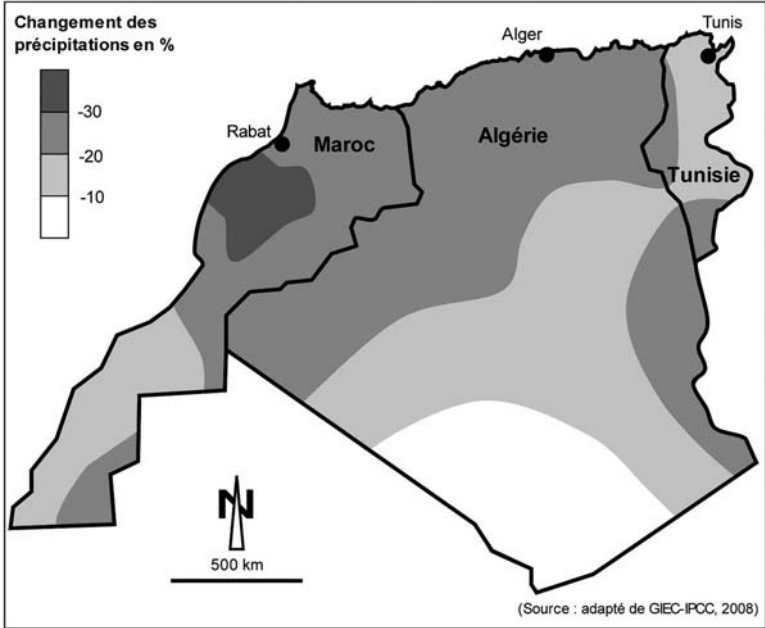 Changement des
précipitations en %
-30
-20
-10
Tunis
Alger
Rabat
Maroc
Algérie
Tunisie
N
500 km
(Source : adapté de GIEC-IPCC, 2008)